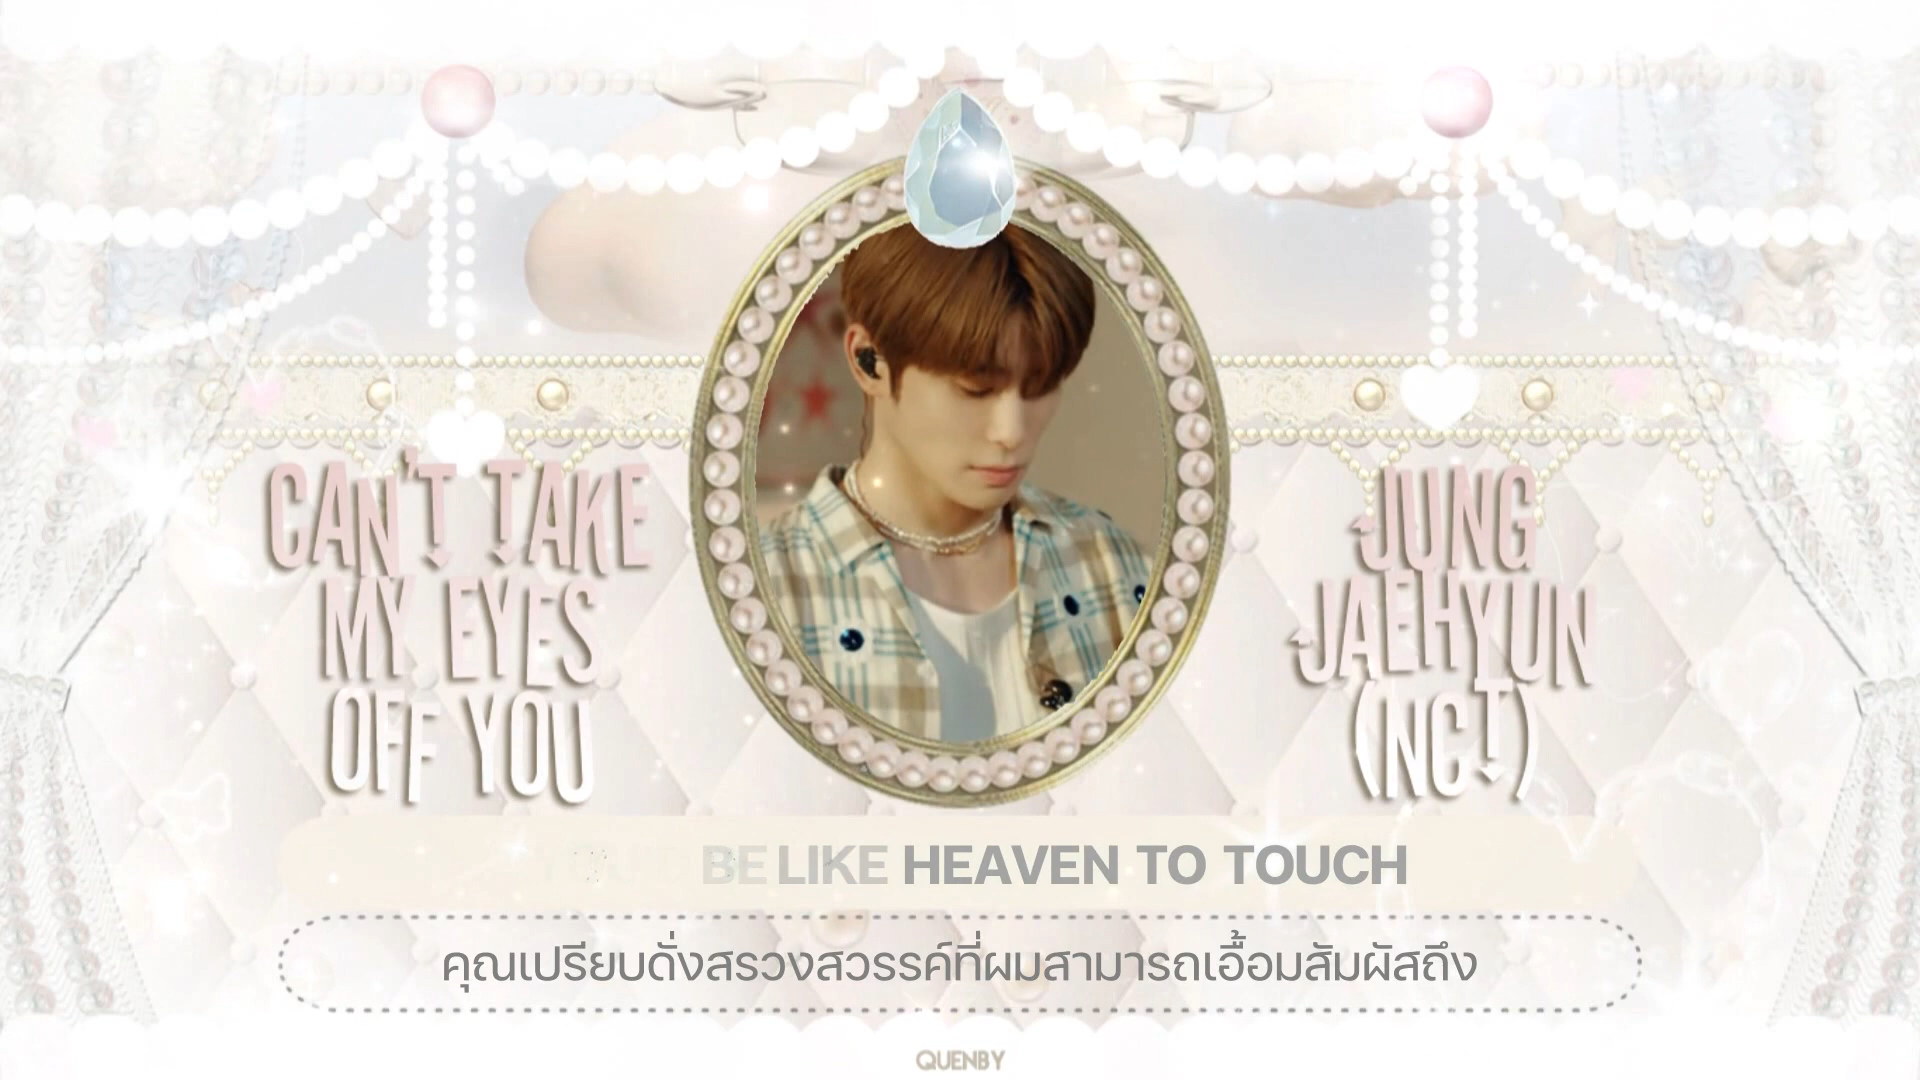 CAN'T TAKE
MY EYES
OFF YOU
JUNG
JAEHYUN
(NCT)
BE LIKE HEAVEN TO TOUCH
คุณเปรียบดั่งสรวงสวรรค์ที่ผมสามารถเอื้อมสัมผัสถึง
QUENBY